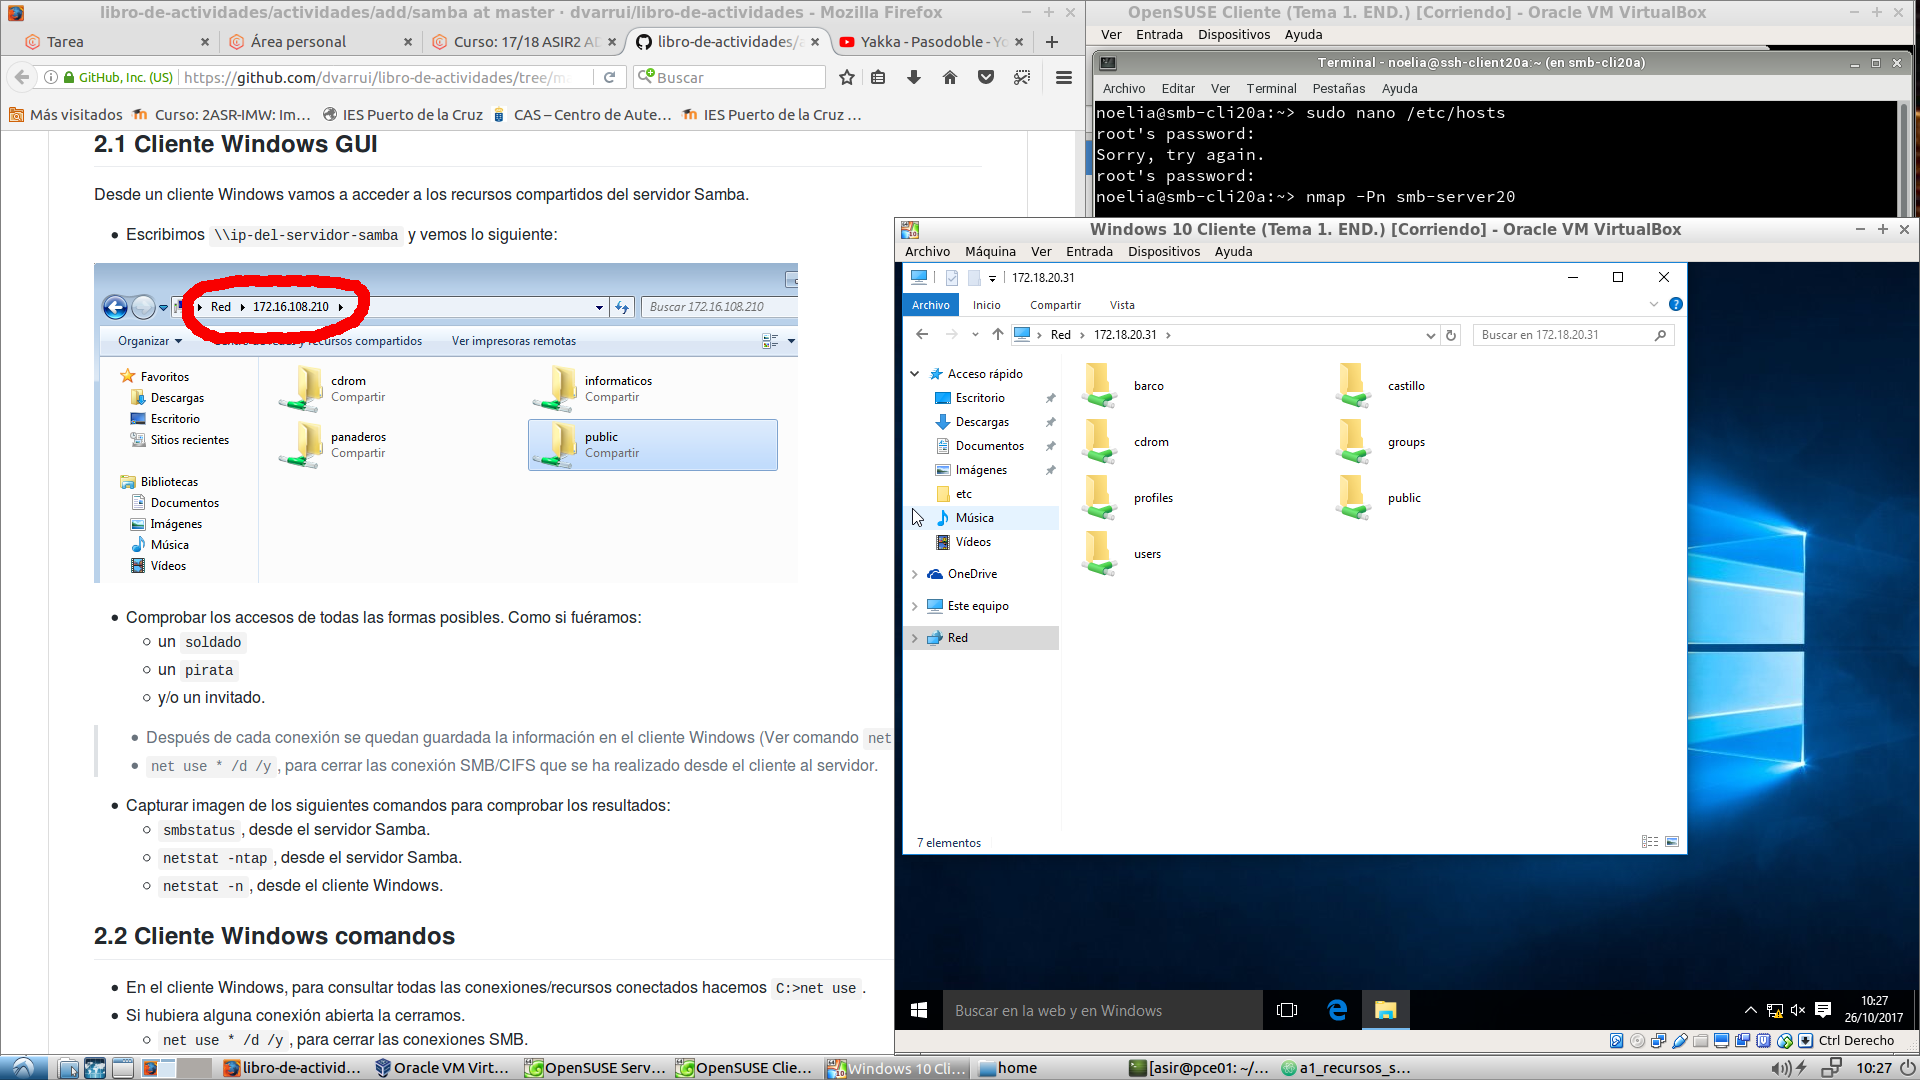 libro-de-actividades/actividades/add/samba at master · dvarrui/libro-de-actividades - Mozilla Firefox
Tarea
Área personal
Curso: 17/18 ASIR2 AD
libro-de-actividades/a
Yakka - Pasodoble - Yo
GitHub, Inc. (US)
https://github.com/dvarrui/libro-de-actividades/tree/ma
Buscar
Más visitados
Curso: 2ASR-IMW: Im...
IES Puerto de la Cruz
CAS – Centro de Aute...
IES Puerto de la Cruz ...
2.1 Cliente Windows GUI
Desde un cliente Windows vamos a acceder a los recursos compartidos del servidor Samba.
Escribimos \\ip-del-servidor-samba y vemos lo siguiente:
Red
172.16.108.210
Buscar 172.16.108.210
Organizar
recursos compartidos
Ver impresoras remotas
Favoritos
Descargas
Escritorio
Sitios recientes
Bibliotecas
Documentos
Imágenes
Música
Vídeos
cdrom
Compartir
informaticos
Compartir
panaderos
Compartir
public
Compartir
Comprobar los accesos de todas las formas posibles. Como si fuéramos:
un soldado
un pirata
y/o un invitado.
Después de cada conexión se quedan guardada la información en el cliente Windows (Ver comando net
net use * /d /y , para cerrar las conexión SMB/CIFS que se ha realizado desde el cliente al servidor.
Capturar imagen de los siguientes comandos para comprobar los resultados:
smbstatus , desde el servidor Samba.
netstat -ntap , desde el servidor Samba.
netstat -n , desde el cliente Windows.
2.2 Cliente Windows comandos
En el cliente Windows, para consultar todas las conexiones/recursos conectados hacemos C:>net use .
Si hubiera alguna conexión abierta la cerramos.
net use * /d /y , para cerrar las conexiones SMB.
OpenSUSE Cliente (Tema 1. END.) [Corriendo] - Oracle VM VirtualBox
Ver Entrada Dispositivos Ayuda
Terminal - noelia@ssh-client20a:~ (en smb-cli20a)
Archivo Editar Ver Terminal Pestañas Ayuda
noelia@smb-cli20a:~> sudo nano /etc/hosts
root's password:
Sorry, try again.
root's password:
noelia@smb-cli20a:~> nmap -Pn smb-server20
Windows 10 Cliente (Tema 1. END.) [Corriendo] - Oracle VM VirtualBox
Archivo Máquina Ver Entrada Dispositivos Ayuda
172.18.20.31
Archivo Inicio Compartir Vista
Red
172.18.20.31
Buscar en 172.18.20.31
Acceso rápido
Escritorio
Descargas
Documentos
Imágenes
etc
Música
Vídeos
OneDrive
Este equipo
Red
barco
castillo
cdrom
groups
profiles
public
users
7 elementos
Buscar en la web y en Windows
10:27
26/10/2017
Ctrl Derecho
libro-de-activid...
Oracle VM Virt...
OpenSUSE Serv...
OpenSUSE Clie...
Windows 10 Cli...
home
[asir@pce01: ~/...
a1_recursos_s...
10:27